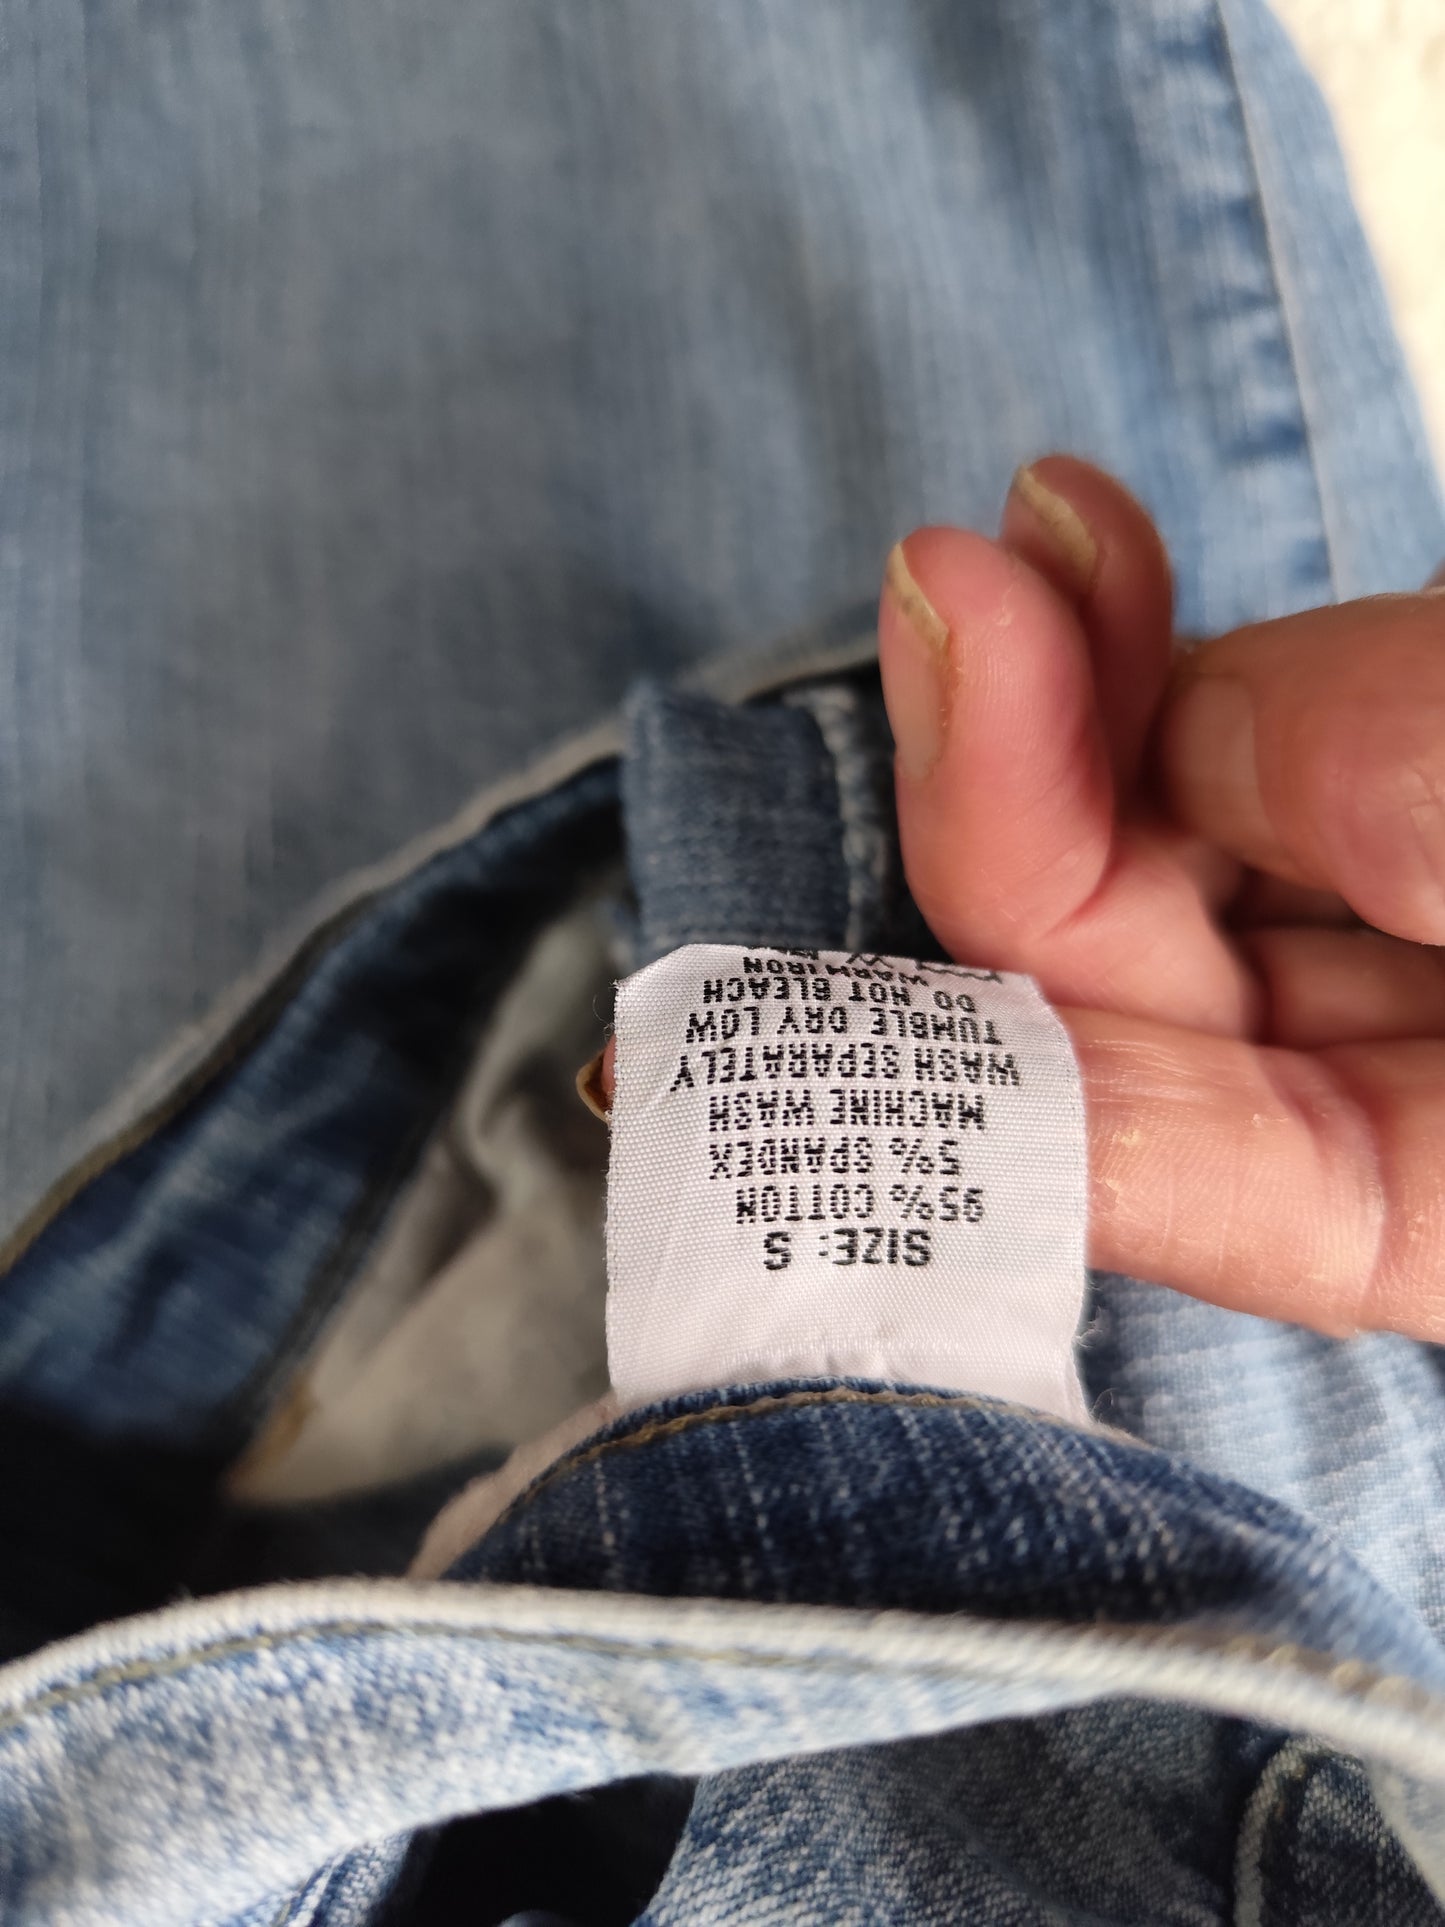 SIZE: S
95% COTTON
5% SPANDEX
MACHINE WASH
WASH SEPARATELY
TUMBLE DRY LOW
DO NOT BLEACH
WARM IRON